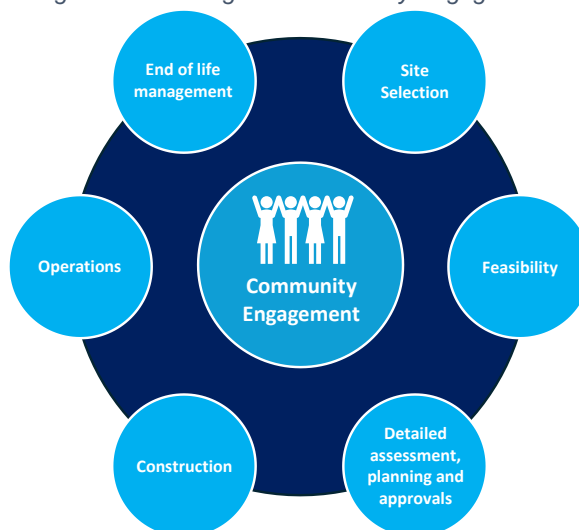 End of life
management
Site
Selection
Operations
Community
Engagement
Feasibility
Construction
Detailed
assessment,
planning and
approvals